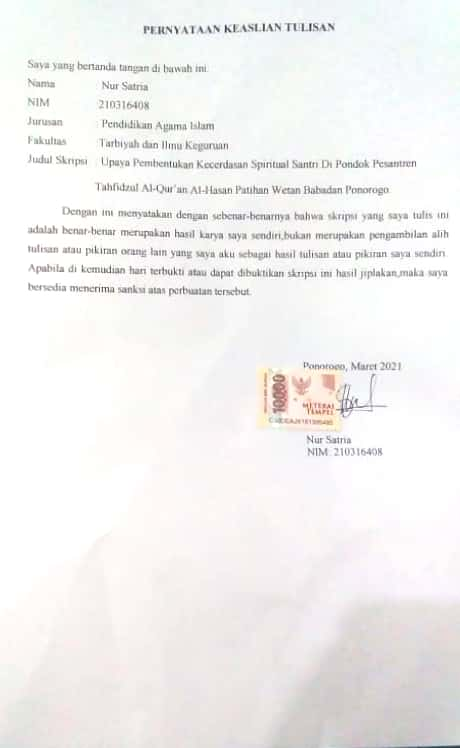 PERNYATAAN KEASLIAN TULISAN
Saya yang bertanda tangan di bawah ini:
Nama : Nur Satria
NIM : 210316408
Jurusan : Pendidikan Agama Islam
Fakultas : Tarbiyah dan Ilmu Keguruan
Judul Skripsi : Upaya Pembentukan Kecerdasan Spiritual Santri Di Pondok Pesantren
Tahfidzul Al-Qur'an Al-Hasan Patihan Wetan Babadan Ponorogo.
Dengan ini menyatakan dengan sebenar-benarnya bahwa skripsi yang saya tulis ini
adalah benar-benar merupakan hasil karya saya sendiri,bukan merupakan pengambilan alih
tulisan atau pikiran orang lain yang saya aku sebagai hasil tulisan atau pikiran saya sendiri.
Apabila di kemudian hari terbukti atau dapat dibuktikan skripsi ini hasil jiplakan,maka saya
bersedia menerima sanksi atas perbuatan tersebut.
Ponorogo, Maret 2021
10000
METERAI
TEMPEL
Nur Satria
NIM: 210316408